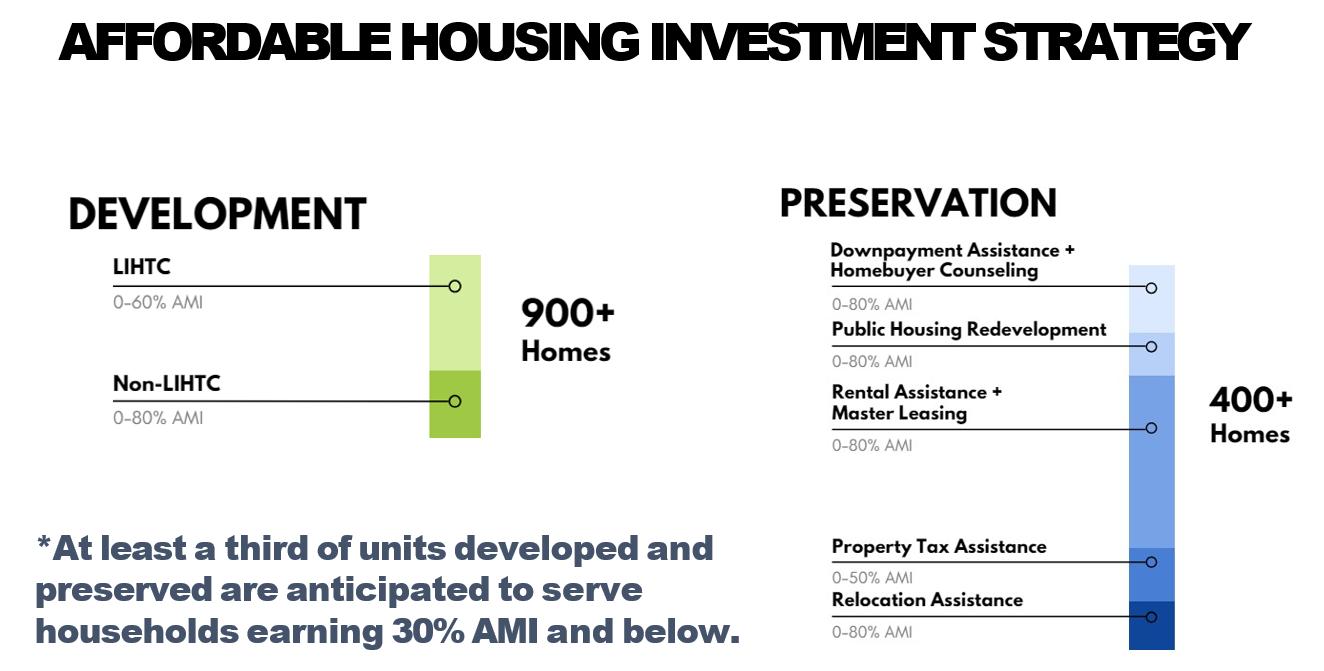 AFFORDABLE HOUSING INVESTMENT STRATEGY
DEVELOPMENT
LIHTC
0-60% AMI
Non-LIHTC
0-80% AMI
900+
Homes
*At least a third of units developed and
preserved are anticipated to serve
households earning 30% AMI and below.
PRESERVATION
Downpayment Assistance +
Homebuyer Counseling
0-80% AMI
Public Housing Redevelopment
0-80% AMI
Rental Assistance +
Master Leasing
0-80% AMI
Property Tax Assistance
0-50% AMI
Relocation Assistance
0-80% AMI
400+
Homes